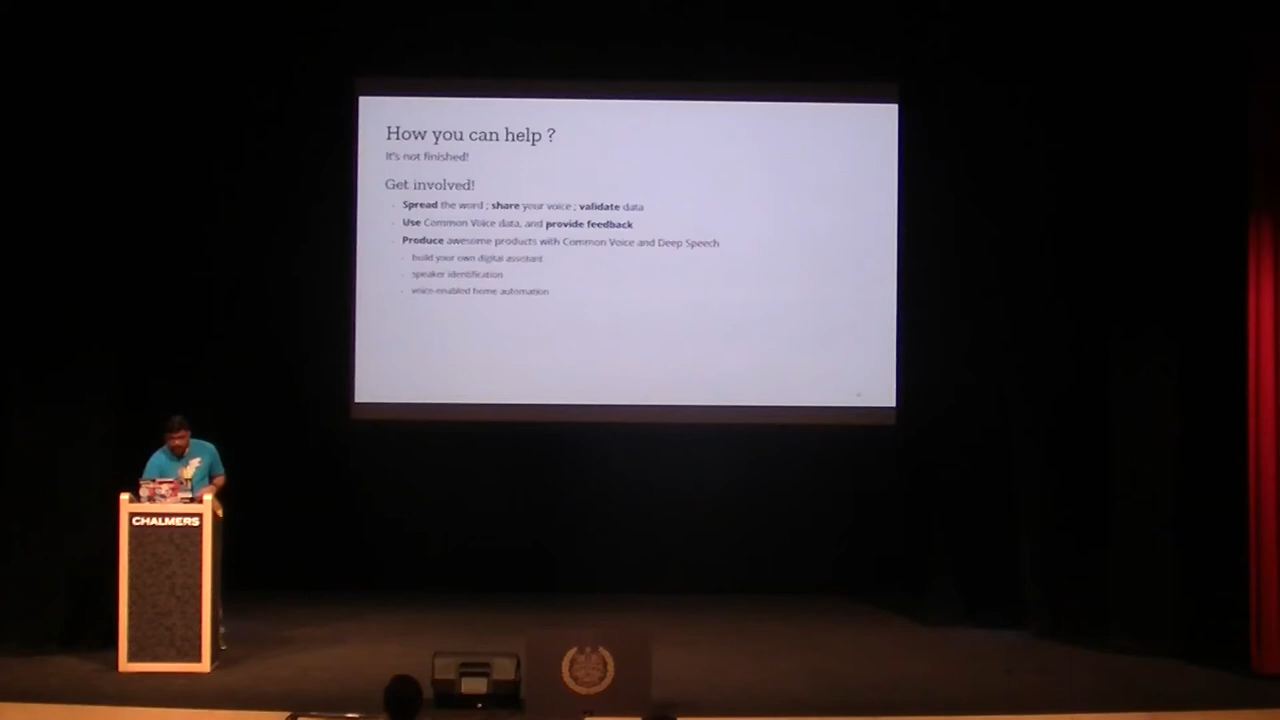 How you can help ?
It's not finished!
Get involved!
Spread the word ; share your voice ; validate data
Use Common Voice data, and provide feedback
Produce awesome products with Common Voice and Deep Speech
build your own digital assistant
speaker identification
voice-enabled home automation
CHALMERS